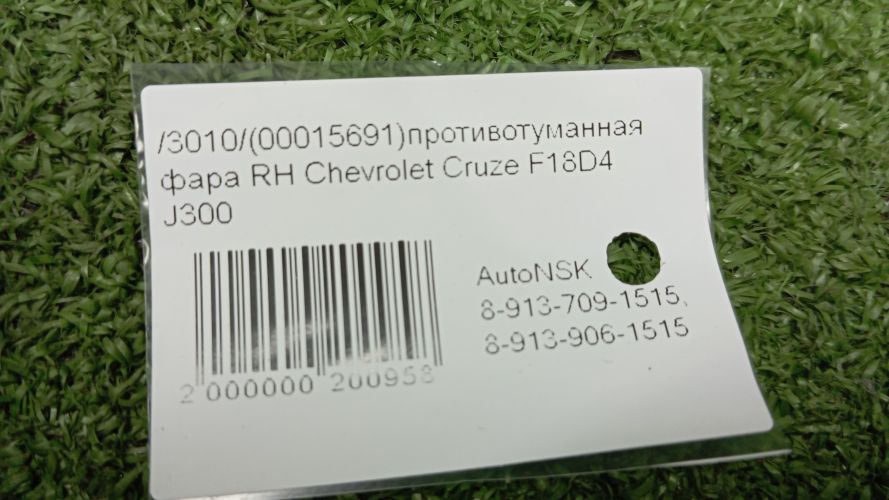 /3010/(00015691)противотуманная
фара RH Chevrolet Cruze F18D4
J300
AutoNSK
8-913-709-1515,
8-913-906-1515
2 000000 200958